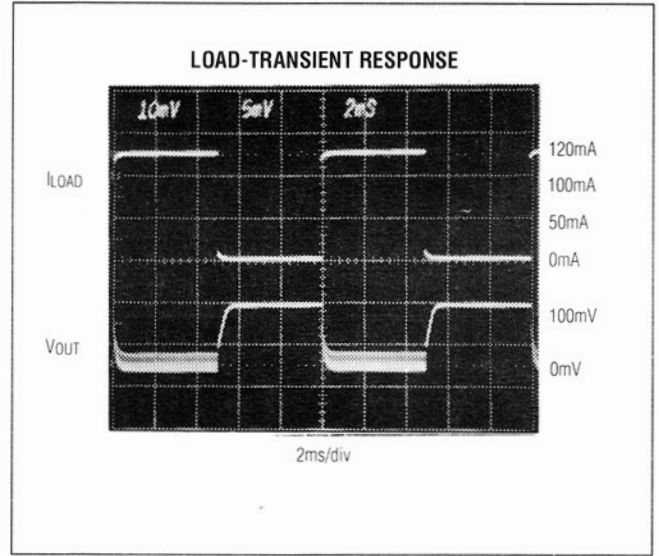 LOAD-TRANSIENT RESPONSE
10mV 5mV 2mS
ILOAD
120mA
100mA
50mA
0mA
VOUT
100mV
0mV
2ms/div